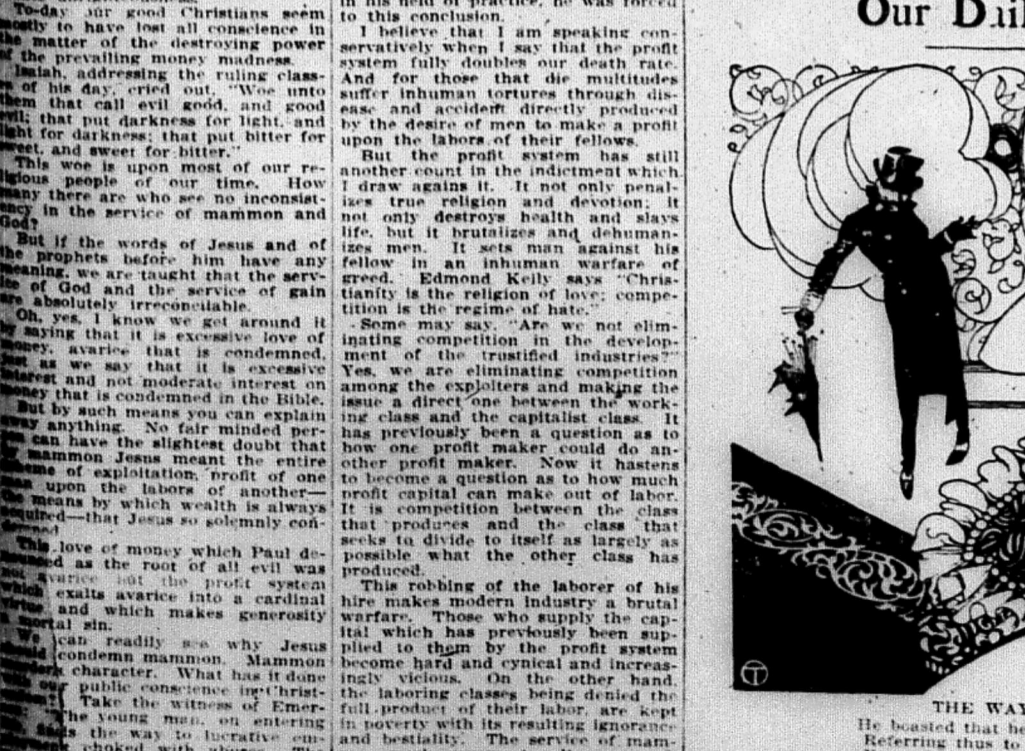 To-day our good Christians seem
mostly to have lost all conscience in
the matter of the destroying power
of the prevailing money madness.
Isaiah, addressing the ruling class-
es of his day, cried out, "Woe unto
them that call evil good, and good
evil; that put darkness for light, and
light for darkness; that put bitter for
sweet, and sweet for bitter."
This woe is upon most of our re-
ligious people of our time. How
many there are who see no inconsist-
ency in the service of mammon and
God?
But if the words of Jesus and of
the prophets before him have any
meaning, we are taught that the serv-
ice of God and the service of gain
are absolutely irreconcilable.
Oh, yes, I know we get around it
by saying that it is excessive love of
money, avarice that is condemned,
just as we say that it is excessive
interest and not moderate interest on
money that is condemned in the Bible.
But by such means you can explain
away anything. No fair minded per-
son can have the slightest doubt that
by mammon Jesus meant the entire
scheme of exploitation, profit of one
man upon the labors of another—
the means by which wealth is always
acquired—that Jesus so solemnly con-
demned
This love of money which Paul de-
as the root of all evil was
not avarice but the profit system
which exalts avarice into a cardinal
virtue and which makes generosity
a mortal sin.
We can readily see why Jesus
condemn mammon. Mammon
character. What has it done
our public conscience in Christ-
Take the witness of Emer-
"The young man, on entering
the way to lucrative em-
choked with
in his field of practice, he was forced
to this conclusion.
I believe that I am speaking con-
servatively when I say that the profit
system fully doubles our death rate.
And for those that die multitudes
suffer inhuman tortures through dis-
ease and accident directly produced
by the desire of men to make a profit
upon the labors of their fellows.
But the profit system has still
another count in the indictment which
I draw agains it. It not only penal-
izes true religion and devotion; it
not only destroys health and slays
life, but it brutalizes and dehuman-
izes men. It sets man against his
fellow in an inhuman warfare of
greed. Edmond Kelly says "Chris-
tianity is the religion of love; compe-
tition is the regime of hate."
Some may say, "Are we not elim-
inating competition in the develop-
ment of the trustified industries?"
Yes, we are eliminating competition
among the exploiters and making the
issue a direct one between the work-
ing class and the capitalist class. It
has previously been a question as to
how one profit maker could do an-
other profit maker. Now it hastens
to become a question as to how much
profit capital can make out of labor.
It is competition between the class
that produces and the class that
seeks to divide to itself as largely as
possible what the other class has
produced.
This robbing of the laborer of his
hire makes modern industry a brutal
warfare. Those who supply the cap-
ital which has previously been sup-
plied to them by the profit system
become hard and cynical and increas-
ingly vicious. On the other hand,
the laboring classes being denied the
full product of their labor, are kept
in poverty with its resulting ignorance
and bestiality. The service of mam-
Our Dail
THE WAY
He boasted that he
Referring thus to